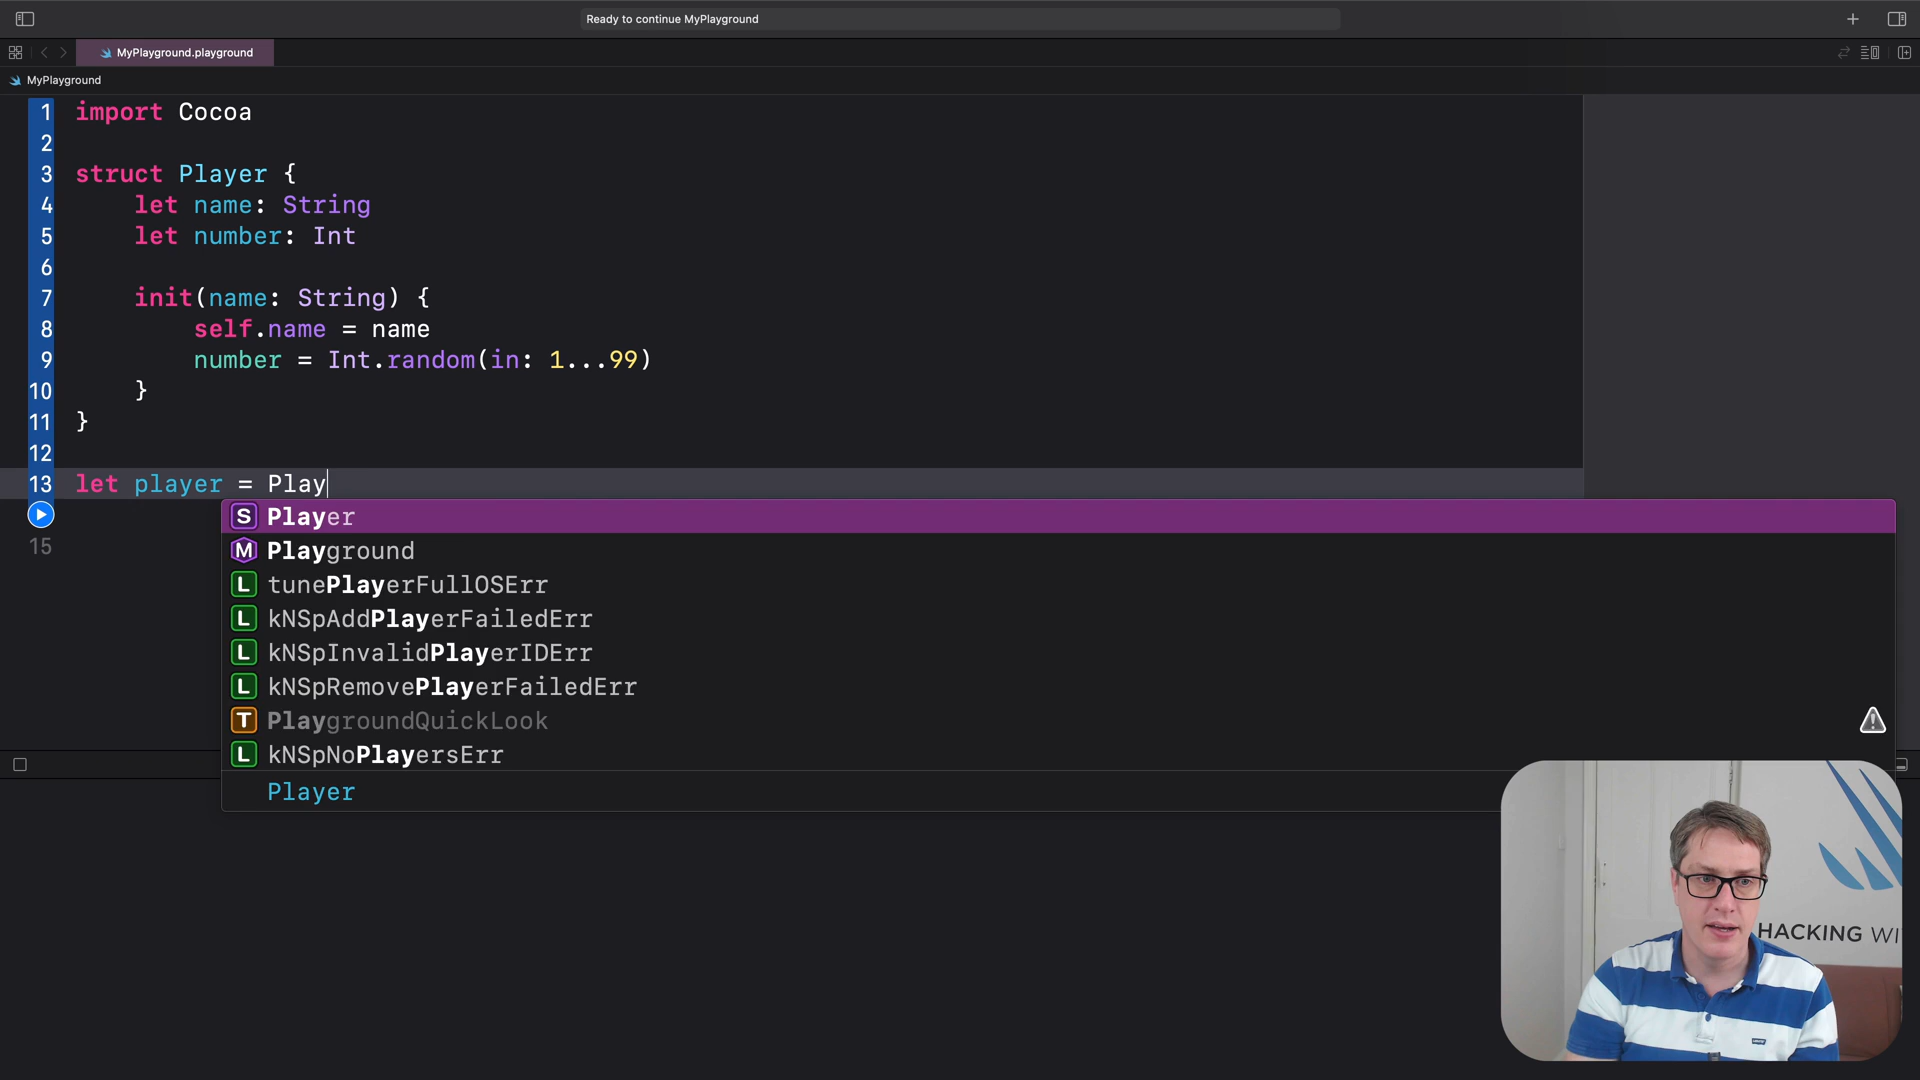 Ready to continue MyPlayground
MyPlayground.playground
MyPlayground
1 import Cocoa
2
3 struct Player {
4 let name: String
5 let number: Int
6
7 init(name: String) {
8 self.name = name
9 number = Int.random(in: 1...99)
10 }
11 }
12
13 let player = Play
S Player
M Playground
15
L tunePlayerFullOSErr
L kNSpAddPlayerFailedErr
L kNSpInvalidPlayerIDErr
L kNSpRemovePlayerFailedErr
T PlaygroundQuickLook
L kNSpNoPlayersErr
Player
HACKING WI